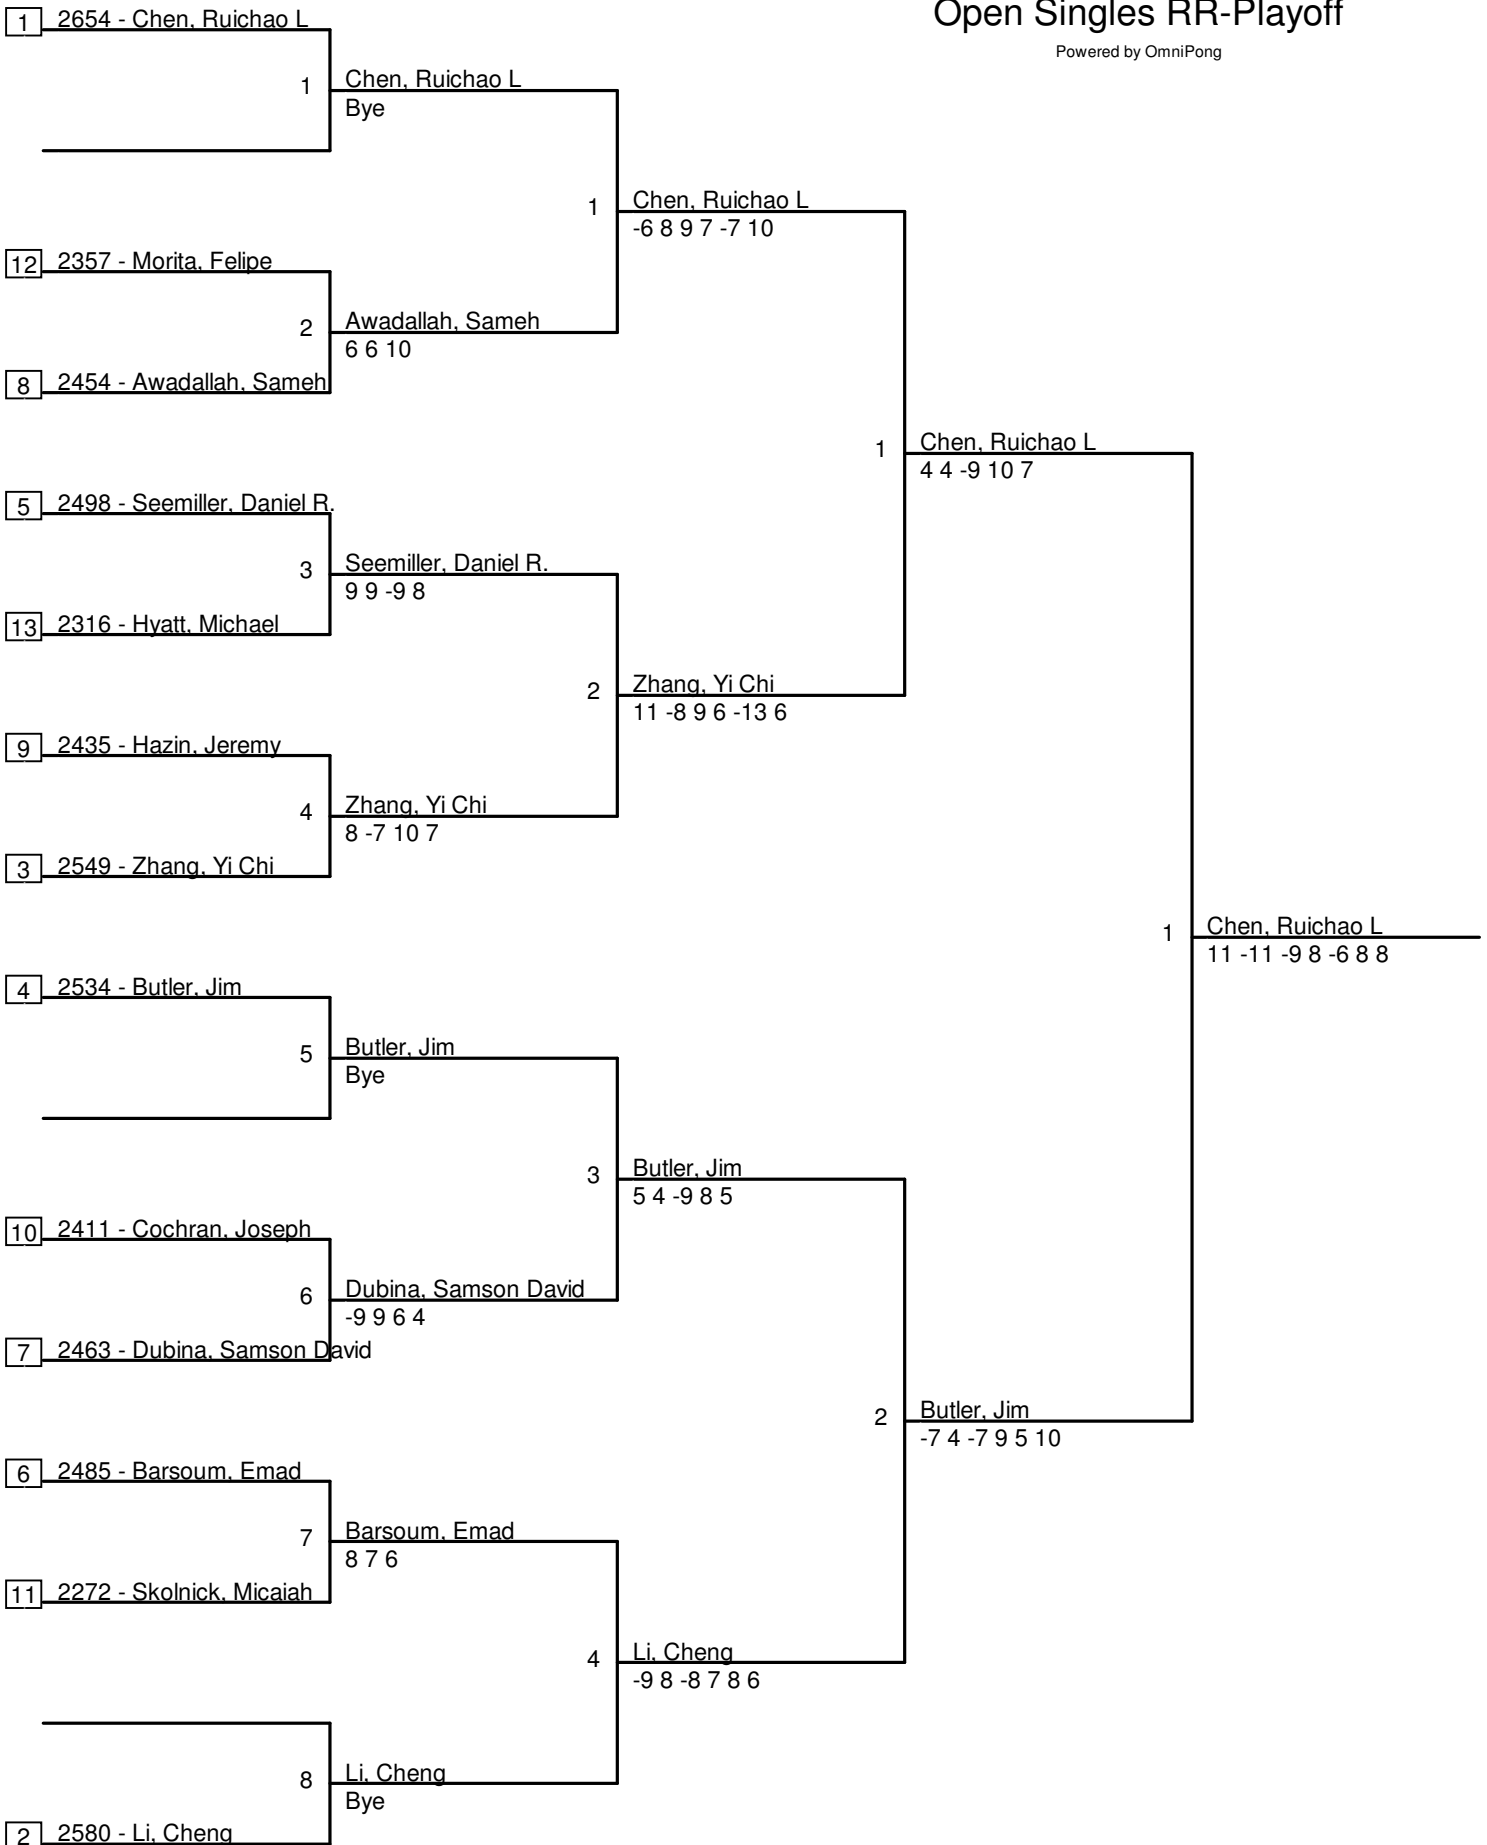 Open Singles RR-Playoff
Powered by OmniPong
1 2654 - Chen, Ruichao L
1 Chen, Ruichao L
Bye
1 Chen, Ruichao L
-6 8 9 7 -7 10
12 2357 - Morita, Felipe
2 Awadallah, Sameh
6 6 10
8 2454 - Awadallah, Sameh
1 Chen, Ruichao L
4 4 -9 10 7
5 2498 - Seemiller, Daniel R.
3 Seemiller, Daniel R.
9 9 -9 8
13 2316 - Hyatt, Michael
2 Zhang, Yi Chi
11 -8 9 6 -13 6
9 2435 - Hazin, Jeremy
4 Zhang, Yi Chi
8 -7 10 7
3 2549 - Zhang, Yi Chi
1 Chen, Ruichao L
11 -11 -9 8 -6 8 8
4 2534 - Butler, Jim
5 Butler, Jim
Bye
3 Butler, Jim
5 4 -9 8 5
10 2411 - Cochran, Joseph
6 Dubina, Samson David
-9 9 6 4
7 2463 - Dubina, Samson David
2 Butler, Jim
-7 4 -7 9 5 10
6 2485 - Barsoum, Emad
7 Barsoum, Emad
8 7 6
11 2272 - Skolnick, Micaiah
4 Li, Cheng
-9 8 -8 7 8 6
8 Li, Cheng
Bye
2 2580 - Li, Cheng